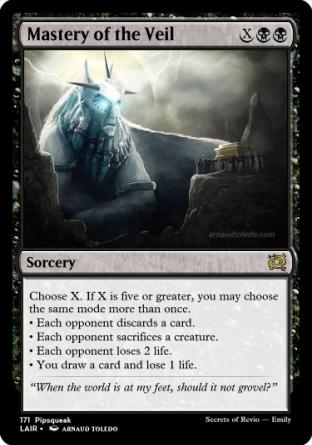 Mastery of the Veil X
arnaudtoledo.com
Sorcery
Choose X. If X is five or greater, you may choose
the same mode more than once.
• Each opponent discards a card.
• Each opponent sacrifices a creature.
• Each opponent loses 2 life.
• You draw a card and lose 1 life.
“When the world is at my feet, should it not grovel?”
171 Pipsqueak Secrets of Revio — Emily
LAIR • ARNAUD TOLEDO